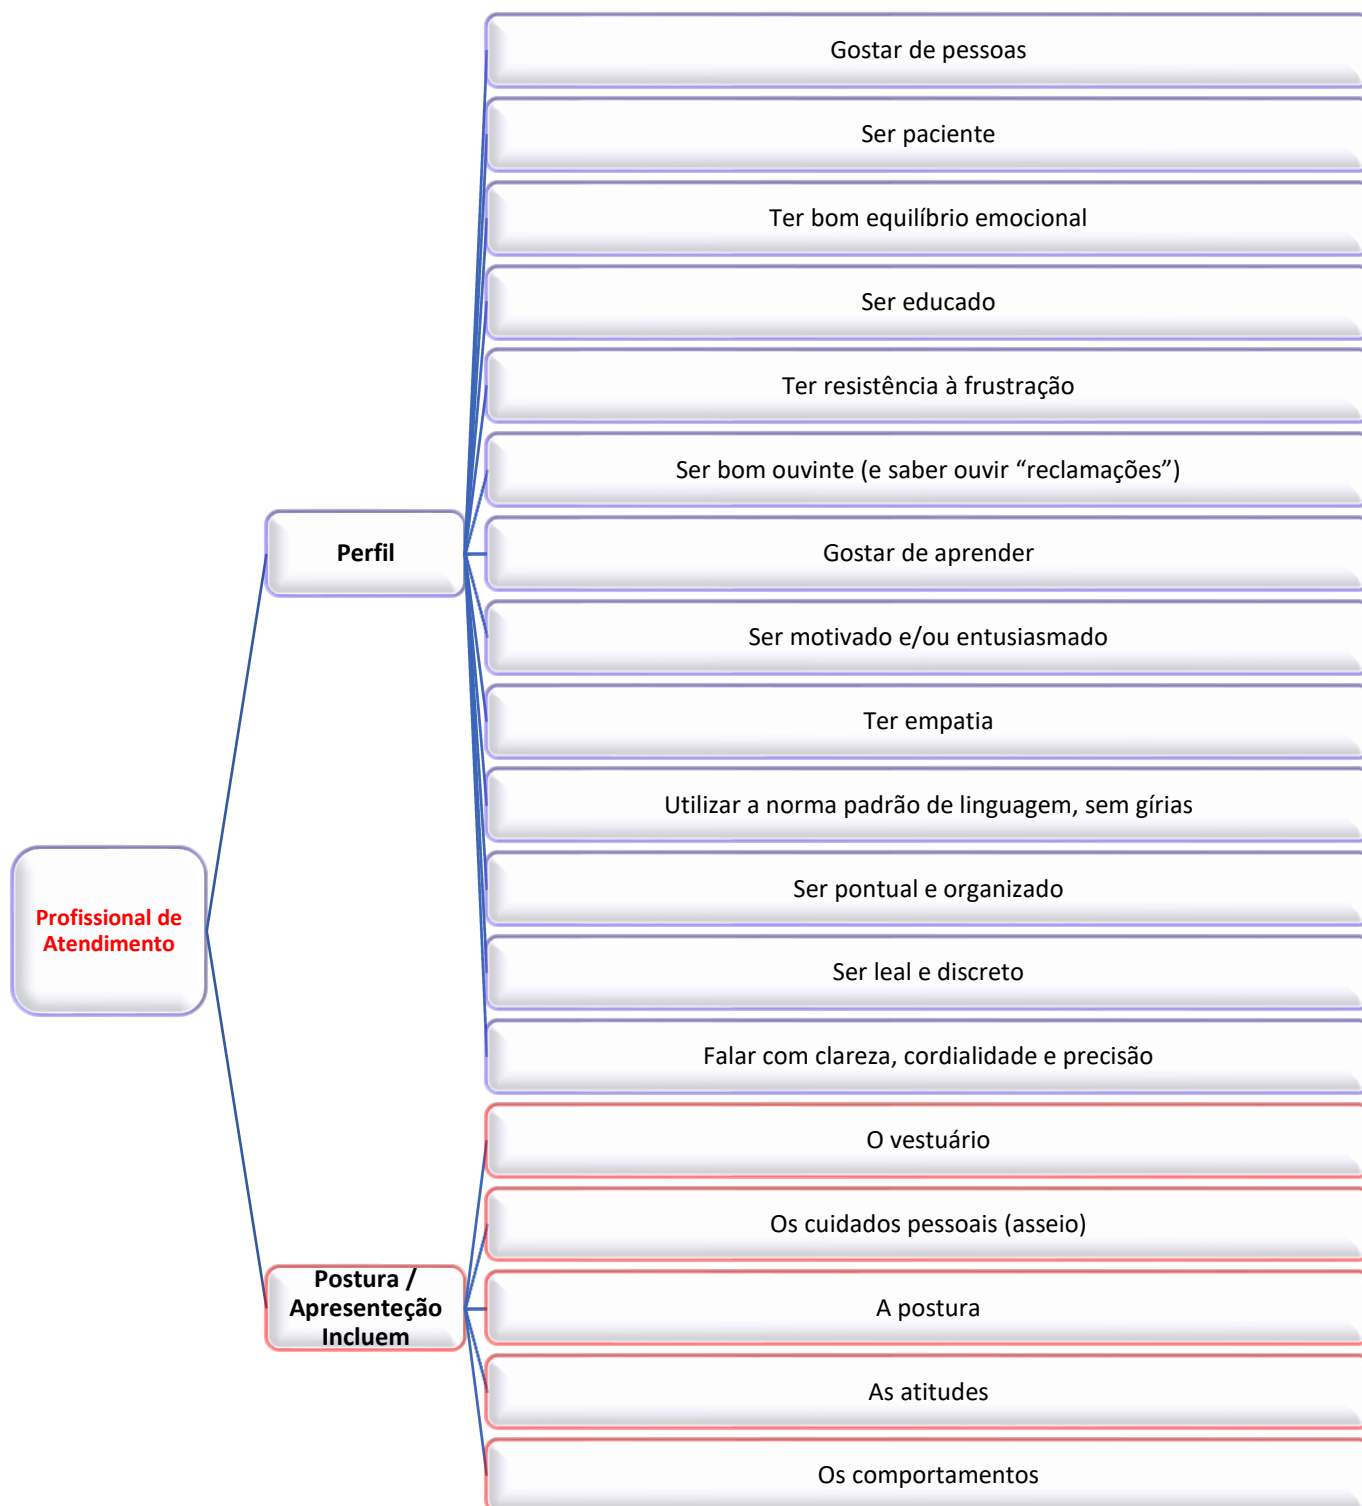 Gostar de pessoas
Ser paciente
Ter bom equilíbrio emocional
Ser educado
Ter resistência à frustração
Ser bom ouvinte (e saber ouvir “reclamações”)
Perfil
Gostar de aprender
Ser motivado e/ou entusiasmado
Ter empatia
Utilizar a norma padrão de linguagem, sem gírias
Ser pontual e organizado
Profissional de
Atendimento
Ser leal e discreto
Falar com clareza, cordialidade e precisão
O vestuário
Os cuidados pessoais (asseio)
Postura /
Apresenteção
Incluem
A postura
As atitudes
Os comportamentos